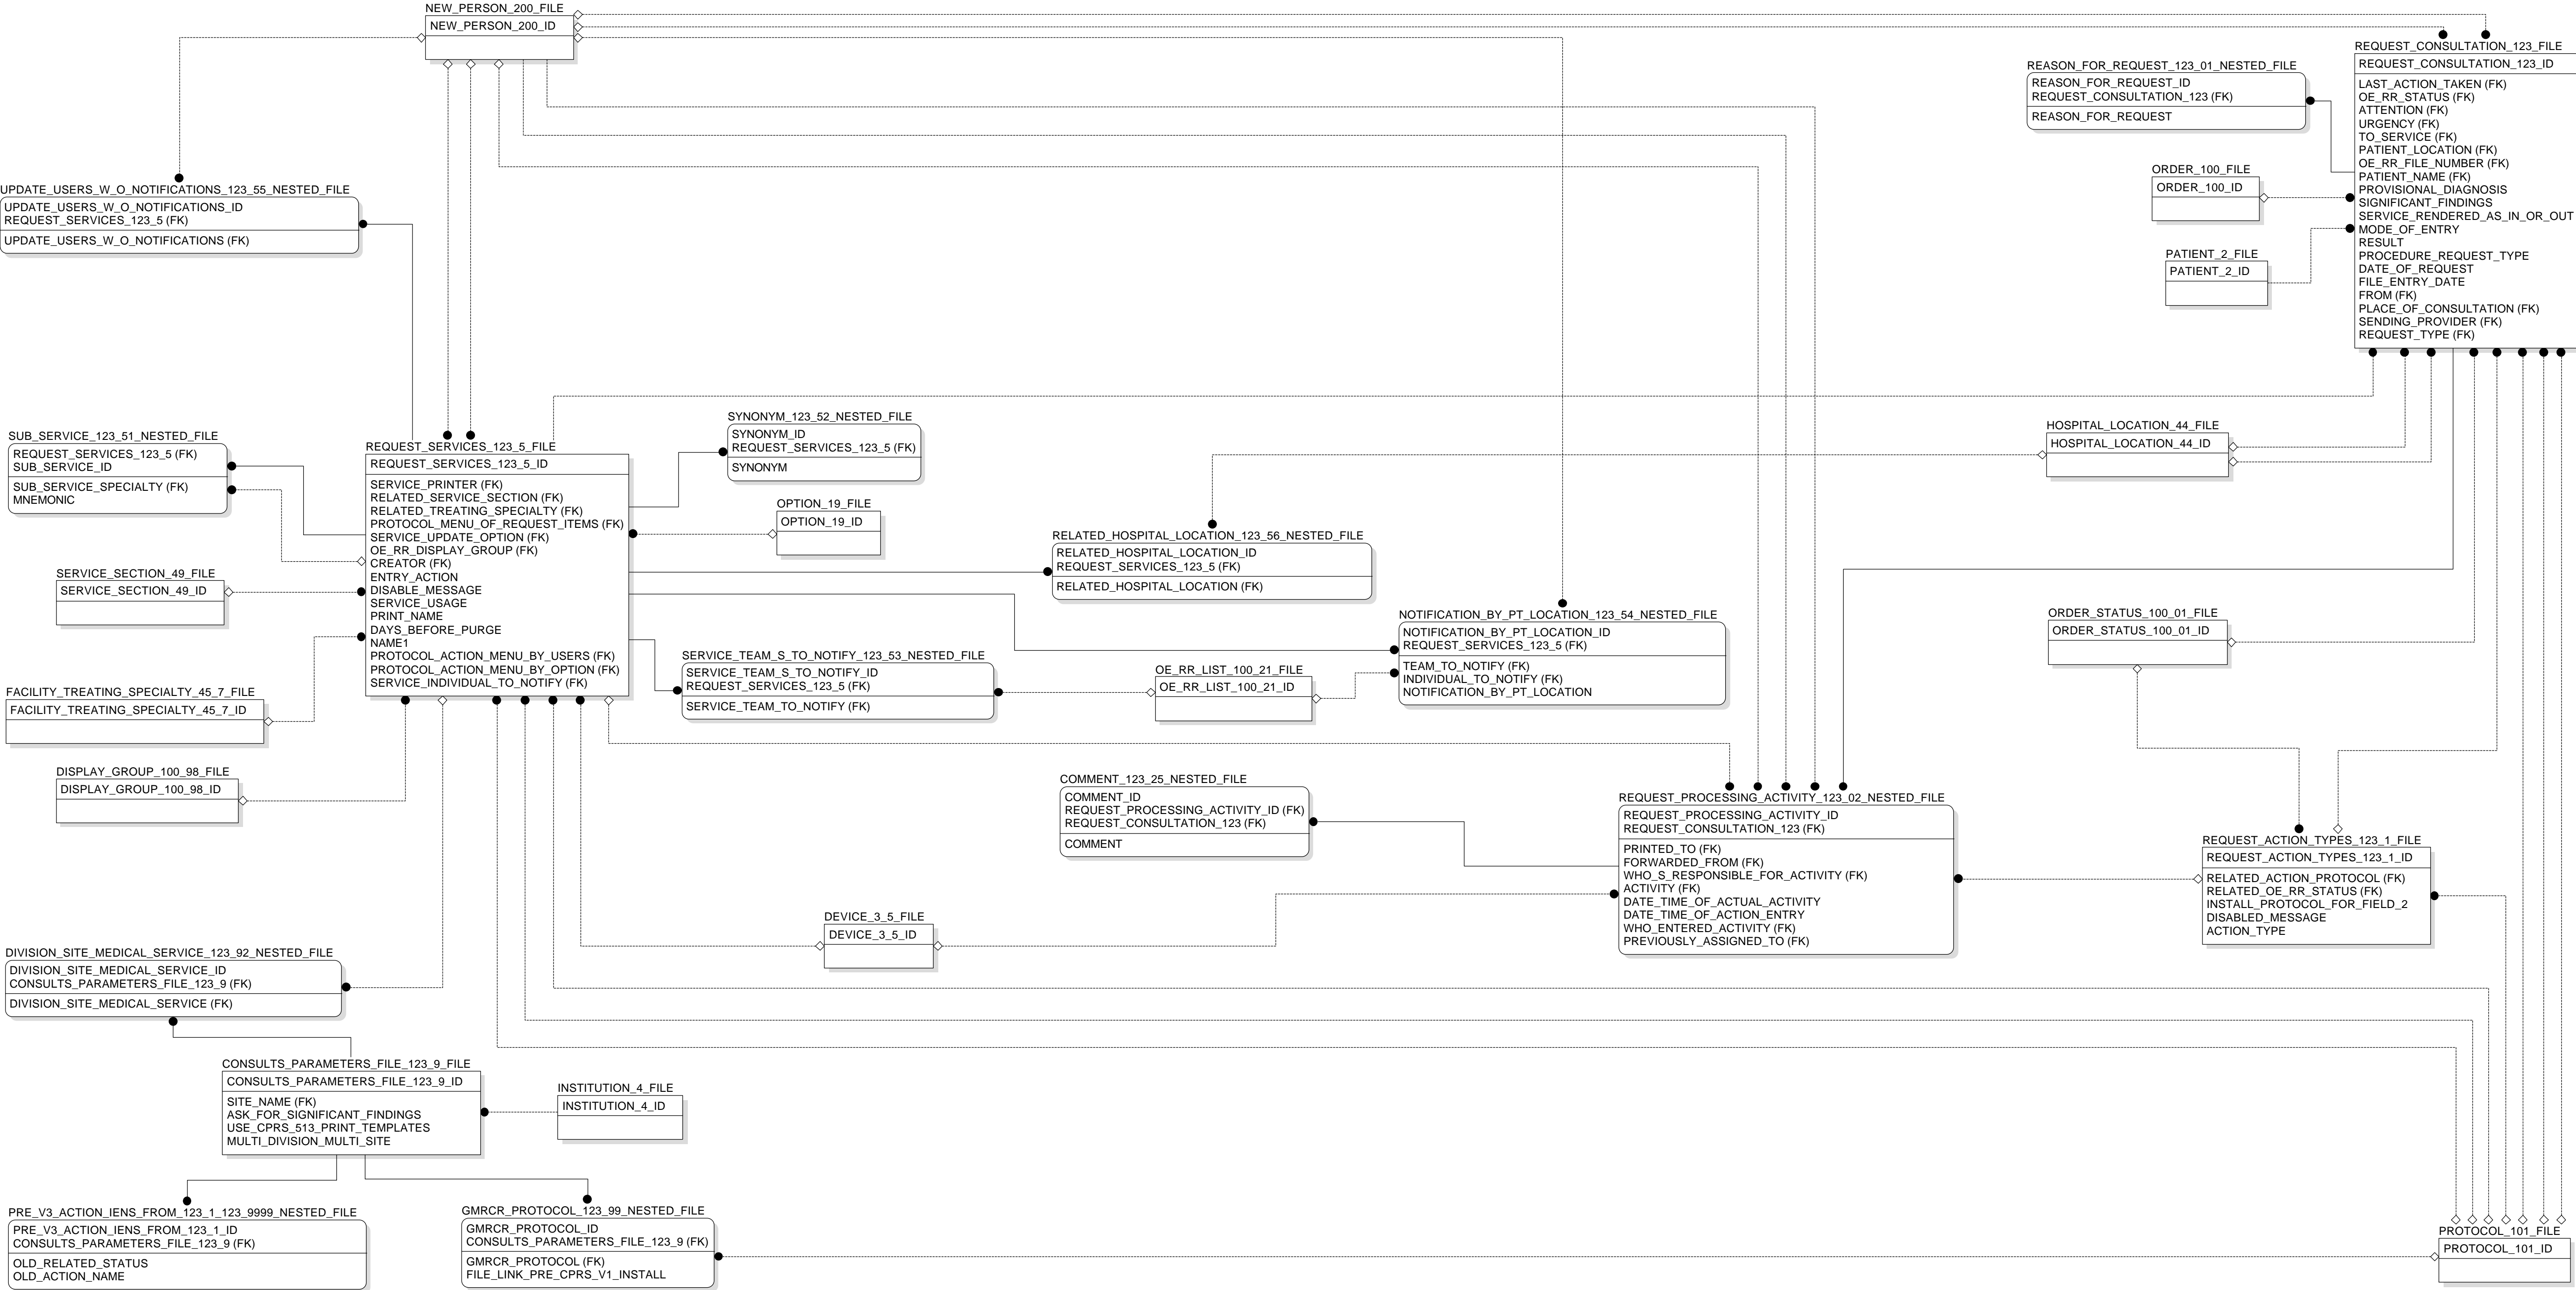 NEW_PERSON_200_FILE
NEW_PERSON_200_ID
REQUEST_CONSULTATION_123_FILE
REQUEST_CONSULTATION_123_ID
LAST_ACTION_TAKEN (FK)
OE_RR_STATUS (FK)
ATTENTION (FK)
URGENCY (FK)
TO_SERVICE (FK)
PATIENT_LOCATION (FK)
OE_RR_FILE_NUMBER (FK)
PATIENT_NAME (FK)
PROVISIONAL_DIAGNOSIS
SIGNIFICANT_FINDINGS
SERVICE_RENDERED_AS_IN_OR_OUT
MODE_OF_ENTRY
RESULT
PROCEDURE_REQUEST_TYPE
DATE_OF_REQUEST
FILE_ENTRY_DATE
FROM (FK)
PLACE_OF_CONSULTATION (FK)
SENDING_PROVIDER (FK)
REQUEST_TYPE (FK)
REASON_FOR_REQUEST_123_01_NESTED_FILE
REASON_FOR_REQUEST_ID
REQUEST_CONSULTATION_123 (FK)
REASON_FOR_REQUEST
ORDER_100_FILE
ORDER_100_ID
PATIENT_2_FILE
PATIENT_2_ID
UPDATE_USERS_W_O_NOTIFICATIONS_123_55_NESTED_FILE
UPDATE_USERS_W_O_NOTIFICATIONS_ID
REQUEST_SERVICES_123_5 (FK)
UPDATE_USERS_W_O_NOTIFICATIONS (FK)
SUB_SERVICE_123_51_NESTED_FILE
REQUEST_SERVICES_123_5 (FK)
SUB_SERVICE_ID
SUB_SERVICE_SPECIALTY (FK)
MNEMONIC
REQUEST_SERVICES_123_5_FILE
REQUEST_SERVICES_123_5_ID
SERVICE_PRINTER (FK)
RELATED_SERVICE_SECTION (FK)
RELATED_TREATING_SPECIALTY (FK)
PROTOCOL_MENU_OF_REQUEST_ITEMS (FK)
SERVICE_UPDATE_OPTION (FK)
OE_RR_DISPLAY_GROUP (FK)
CREATOR (FK)
ENTRY_ACTION
DISABLE_MESSAGE
SERVICE_USAGE
PRINT_NAME
DAYS_BEFORE_PURGE
NAME1
PROTOCOL_ACTION_MENU_BY_USERS (FK)
PROTOCOL_ACTION_MENU_BY_OPTION (FK)
SERVICE_INDIVIDUAL_TO_NOTIFY (FK)
SYNONYM_123_52_NESTED_FILE
SYNONYM_ID
REQUEST_SERVICES_123_5 (FK)
SYNONYM
OPTION_19_FILE
OPTION_19_ID
HOSPITAL_LOCATION_44_FILE
HOSPITAL_LOCATION_44_ID
RELATED_HOSPITAL_LOCATION_123_56_NESTED_FILE
RELATED_HOSPITAL_LOCATION_ID
REQUEST_SERVICES_123_5 (FK)
RELATED_HOSPITAL_LOCATION (FK)
SERVICE_SECTION_49_FILE
SERVICE_SECTION_49_ID
NOTIFICATION_BY_PT_LOCATION_123_54_NESTED_FILE
NOTIFICATION_BY_PT_LOCATION_ID
REQUEST_SERVICES_123_5 (FK)
TEAM_TO_NOTIFY (FK)
INDIVIDUAL_TO_NOTIFY (FK)
NOTIFICATION_BY_PT_LOCATION
ORDER_STATUS_100_01_FILE
ORDER_STATUS_100_01_ID
SERVICE_TEAM_S_TO_NOTIFY_123_53_NESTED_FILE
SERVICE_TEAM_S_TO_NOTIFY_ID
REQUEST_SERVICES_123_5 (FK)
SERVICE_TEAM_TO_NOTIFY (FK)
OE_RR_LIST_100_21_FILE
OE_RR_LIST_100_21_ID
FACILITY_TREATING_SPECIALTY_45_7_FILE
FACILITY_TREATING_SPECIALTY_45_7_ID
DISPLAY_GROUP_100_98_FILE
DISPLAY_GROUP_100_98_ID
COMMENT_123_25_NESTED_FILE
COMMENT_ID
REQUEST_PROCESSING_ACTIVITY_ID (FK)
REQUEST_CONSULTATION_123 (FK)
COMMENT
REQUEST_PROCESSING_ACTIVITY_123_02_NESTED_FILE
REQUEST_PROCESSING_ACTIVITY_ID
REQUEST_CONSULTATION_123 (FK)
PRINTED_TO (FK)
FORWARDED_FROM (FK)
WHO_S_RESPONSIBLE_FOR_ACTIVITY (FK)
ACTIVITY (FK)
DATE_TIME_OF_ACTUAL_ACTIVITY
DATE_TIME_OF_ACTION_ENTRY
WHO_ENTERED_ACTIVITY (FK)
PREVIOUSLY_ASSIGNED_TO (FK)
REQUEST_ACTION_TYPES_123_1_FILE
REQUEST_ACTION_TYPES_123_1_ID
RELATED_ACTION_PROTOCOL (FK)
RELATED_OE_RR_STATUS (FK)
INSTALL_PROTOCOL_FOR_FIELD_2
DISABLED_MESSAGE
ACTION_TYPE
DEVICE_3_5_FILE
DEVICE_3_5_ID
DIVISION_SITE_MEDICAL_SERVICE_123_92_NESTED_FILE
DIVISION_SITE_MEDICAL_SERVICE_ID
CONSULTS_PARAMETERS_FILE_123_9 (FK)
DIVISION_SITE_MEDICAL_SERVICE (FK)
CONSULTS_PARAMETERS_FILE_123_9_FILE
CONSULTS_PARAMETERS_FILE_123_9_ID
SITE_NAME (FK)
ASK_FOR_SIGNIFICANT_FINDINGS
USE_CPRS_513_PRINT_TEMPLATES
MULTI_DIVISION_MULTI_SITE
INSTITUTION_4_FILE
INSTITUTION_4_ID
PRE_V3_ACTION_IENS_FROM_123_1_123_9999_NESTED_FILE
PRE_V3_ACTION_IENS_FROM_123_1_ID
CONSULTS_PARAMETERS_FILE_123_9 (FK)
OLD_RELATED_STATUS
OLD_ACTION_NAME
GMRCR_PROTOCOL_123_99_NESTED_FILE
GMRCR_PROTOCOL_ID
CONSULTS_PARAMETERS_FILE_123_9 (FK)
GMRCR_PROTOCOL (FK)
FILE_LINK_PRE_CPRS_V1_INSTALL
PROTOCOL_101_FILE
PROTOCOL_101_ID